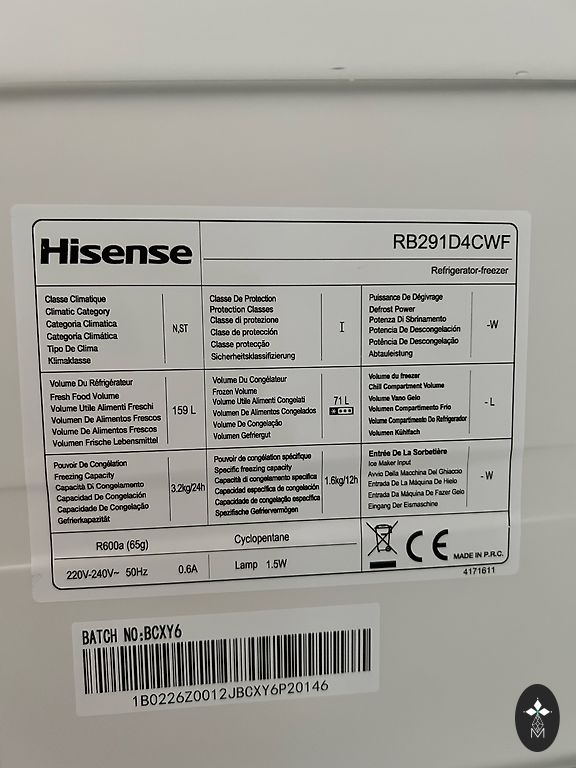 Hisense
RB291D4CWF
Refrigerator-freezer
Classe Climatique
Climatic Category
Categoria Climatica
Categoría Climática
Tipo De Clima
Klimaklasse
N,ST
Classe De Protection
Protection Classes
Classe di protezione
Clase de protección
Classe protecção
Sicherheitsklassifizierung
I
Puissance De Dégivrage
Defrost Power
Potenza Di Sbrinamento
Potencia De Descongelación
Potência De Descongelação
Abtauleistung
-W
Volume Du Réfrigérateur
Fresh Food Volume
Volume Utile Alimenti Freschi
Volumen De Alimentos Frescos
Volume De Alimentos Frescos
Volumen Frische Lebensmittel
159 L
Volume Du Congélateur
Frozen Volume
Volume Utile Alimenti Congelati
Volumen De Alimentos Congelados
Volume De Congelação
Volumen Gefriergut
71 L
Volume du freezer
Chill Compartment Volume
Volume Vano Gelo
Volumen Compartimento Frio
Volume Compartimento Do Refrigerador
Volumen Kühlfach
- L
Pouvoir De Congélation
Freezing Capacity
Capacità Di Congelamento
Capacidad De Congelación
Capacidade De Congelação
Gefrierkapazität
3.2kg/24h
Pouvoir de congélation spécifique
Specific freezing capacity
Capacità di congelamento specifica
Capacidad específica de congelación
Capacidade de congelação específica
Spezifische Gefriervermögen
1.6kg/12h
Entrée De La Sorbetière
Ice Maker Input
Avvio Della Macchina Del Ghiaccio
Entrada De La Máquina De Hielo
Entrada Da Máquina De Fazer Gelo
Eingang Der Eismaschine
- W
R600a (65g)
Cyclopentane
220V-240V~ 50Hz
0.6A
Lamp 1.5W
CE
MADE IN P.R.C.
4171611
BATCH NO:BCXY6
1B0226Z0012JBCXY6P20146
M